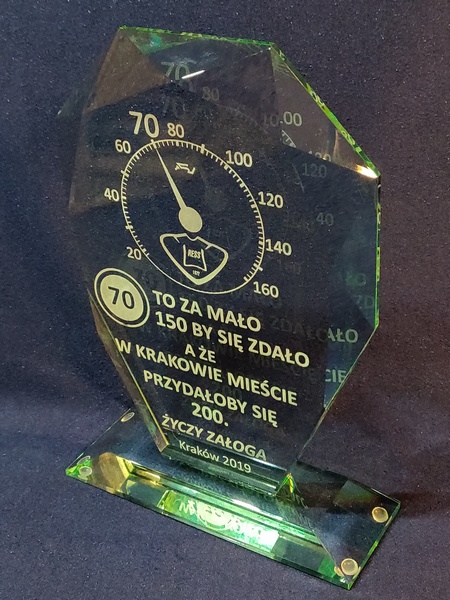 70
60 80
100
40
120
20
140
160
RESS
70
TO ZA MAŁO
150 BY SIĘ ZDAŁO
A ŻE
W KRAKOWIE MIEŚCIE
PRZYDAŁOBY SIĘ
200.
ŻYCZY ZAŁOGA
Kraków 2019